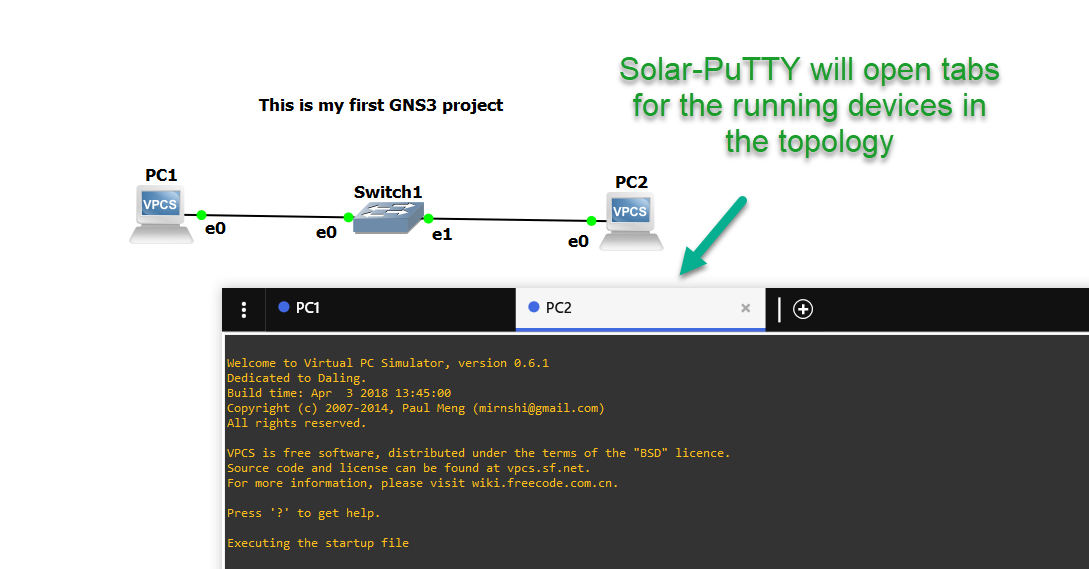 Solar-PuTTY will open tabs
for the running devices in
the topology
This is my first GNS3 project
PC1
VPCS
e0
Switch1
e0
e1
PC2
VPCS
e0
PC1
PC2
Welcome to Virtual PC Simulator, version 0.6.1
Dedicated to Daling.
Build time: Apr  3 2018 13:45:00
Copyright (c) 2007-2014, Paul Meng (mirnshi@gmail.com)
All rights reserved.
VPCS is free software, distributed under the terms of the "BSD" licence.
Source code and license can be found at vpcs.sf.net.
For more information, please visit wiki.freecode.com.cn.
Press '?' to get help.
Executing the startup file